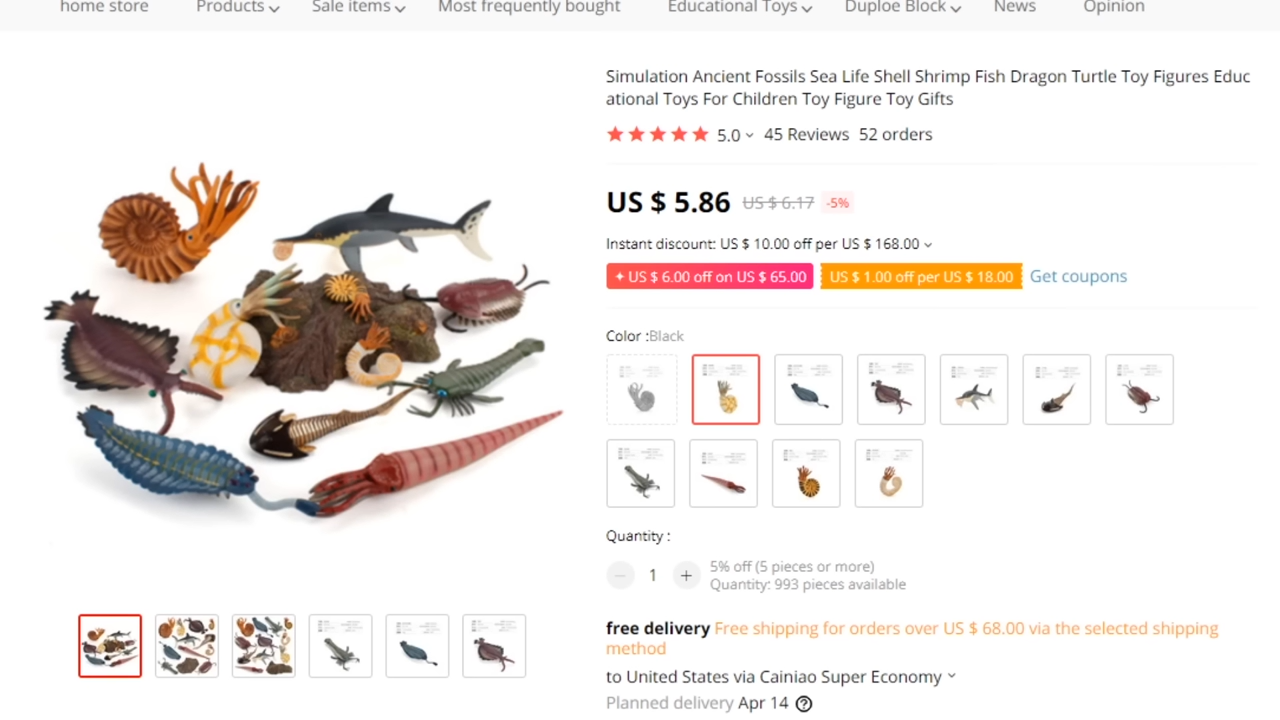 home store Products Sale items Most frequently bought Educational Toys Duploe Block News Opinion
Simulation Ancient Fossils Sea Life Shell Shrimp Fish Dragon Turtle Toy Figures Educ
ational Toys For Children Toy Figure Toy Gifts
5.0 45 Reviews 52 orders
US $ 5.86 US $ 6.17 -5%
Instant discount: US $ 10.00 off per US $ 168.00
US $ 6.00 off on US $ 65.00 US $ 1.00 off per US $ 18.00 Get coupons
Color :Black
Quantity :
1
5% off (5 pieces or more)
Quantity: 993 pieces available
free delivery Free shipping for orders over US $ 68.00 via the selected shipping
method
to United States via Cainiao Super Economy
Planned delivery Apr 14